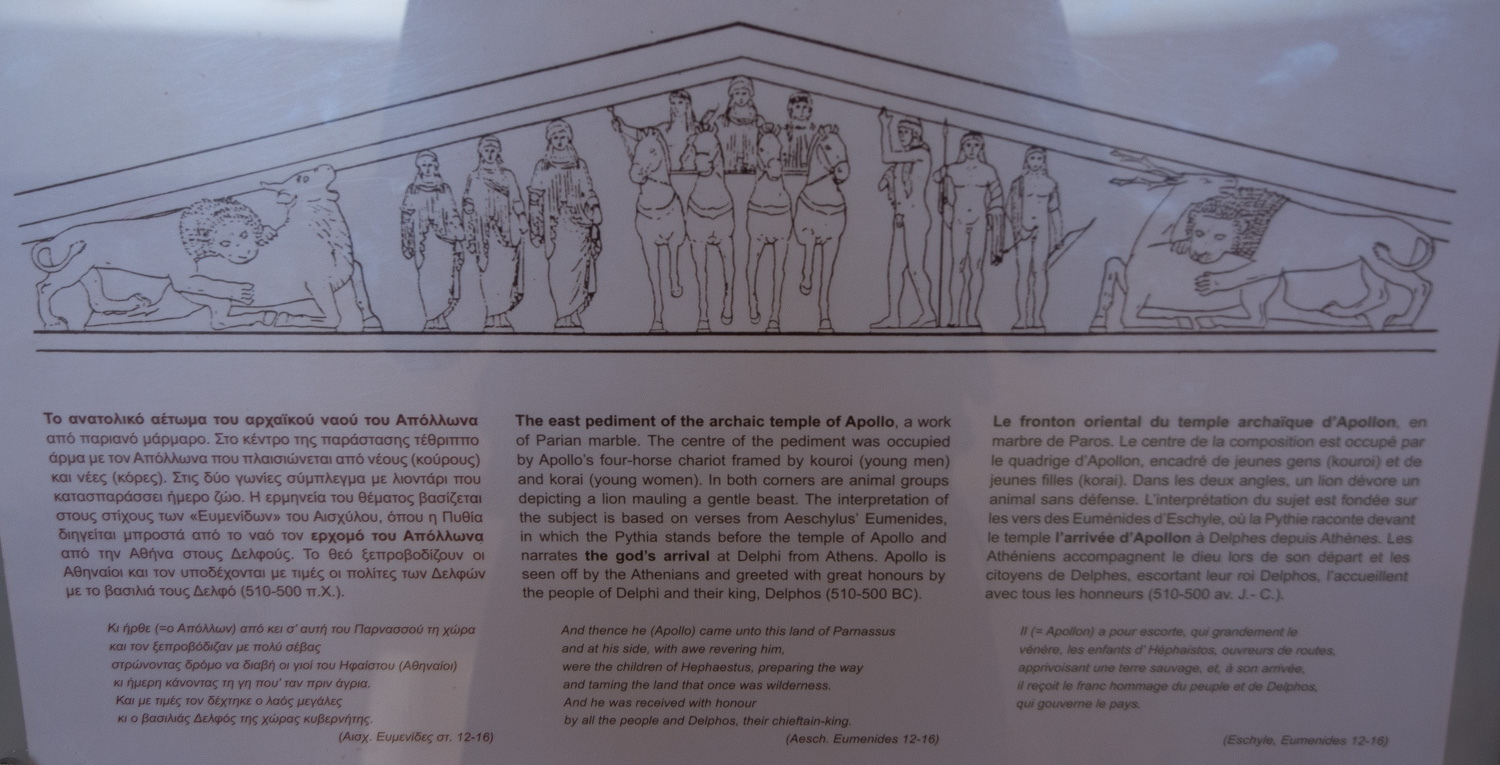 Το ανατολικό αέτωμα του αρχαϊκού ναού του Απόλλωνα
από παριανό μάρμαρο. Στο κέντρο της παράστασης τέθριππο
άρμα με τον Απόλλωνα που πλαισιώνεται από νέους (κούρους)
και νέες (κόρες). Στις δύο γωνίες σύμπλεγμα με λιοντάρι που
κατασπαράσσει ήμερο ζώο. Η ερμηνεία του θέματος βασίζεται
στους στίχους των «Ευμενίδων» του Αισχύλου, όπου η Πυθία
διηγείται μπροστά από το ναό τον ερχομό του Απόλλωνα
από την Αθήνα στους Δελφούς. Το θεό ξεπροβοδίζουν οι
Αθηναίοι και τον υποδέχονται με τιμές οι πολίτες των Δελφών
με το βασιλιά τους Δελφό (510-500 π.Χ.).
Κι ήρθε (=ο Απόλλων) από κει σ' αυτή του Παρνασσού τη χώρα
και τον ξεπροβόδιζαν με πολύ σέβας
στρώνοντας δρόμο να διαβή οι γιοί του Ηφαίστου (Αθηναίοι)
κι ήμερη κάνοντας τη γη που' ταν πριν άγρια.
Και με τιμές τον δέχτηκε ο λαός μεγάλες
κι ο βασιλιάς Δελφός της χώρας κυβερνήτης.
(Αισχ. Ευμενίδες στ. 12-16)
The east pediment of the archaic temple of Apollo, a work
of Parian marble. The centre of the pediment was occupied
by Apollo's four-horse chariot framed by kouroi (young men)
and korai (young women). In both corners are animal groups
depicting a lion mauling a gentle beast. The interpretation of
the subject is based on verses from Aeschylus' Eumenides,
in which the Pythia stands before the temple of Apollo and
narrates the god's arrival at Delphi from Athens. Apollo is
seen off by the Athenians and greeted with great honours by
the people of Delphi and their king, Delphos (510-500 BC).
And thence he (Apollo) came unto this land of Parnassus
and at his side, with awe revering him,
were the children of Hephaestus, preparing the way
and taming the land that once was wilderness.
And he was received with honour
by all the people and Delphos, their chieftain-king.
(Aesch. Eumenides 12-16)
Le fronton oriental du temple archaïque d'Apollon, en
marbre de Paros. Le centre de la composition est occupé par
le quadrige d'Apollon, encadré de jeunes gens (kouroi) et de
jeunes filles (korai). Dans les deux angles, un lion dévore un
animal sans défense. L'interprétation du sujet est fondée sur
les vers des Euménides d'Eschyle, où la Pythie raconte devant
le temple l'arrivée d'Apollon à Delphes depuis Athènes. Les
Athéniens accompagnent le dieu lors de son départ et les
citoyens de Delphes, escortant leur roi Delphos, l'accueillent
avec tous les honneurs (510-500 av. J.- C.).
Il (= Apollon) a pour escorte, qui grandement le
vénère, les enfants d' Héphaistos, ouvreurs de routes,
apprivoisant une terre sauvage, et, à son arrivée,
il reçoit le franc hommage du peuple et de Delphos,
qui gouverne le pays.
(Eschyle, Eumenides 12-16)